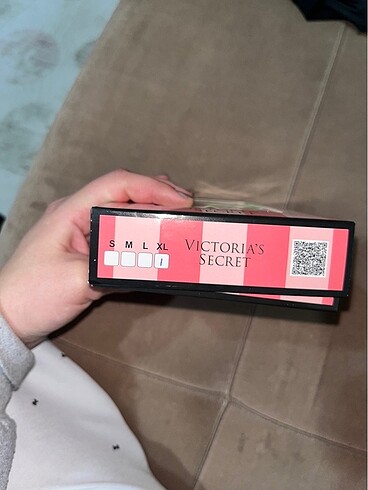 S M L XL
/
VICTORIA'S
SECRET